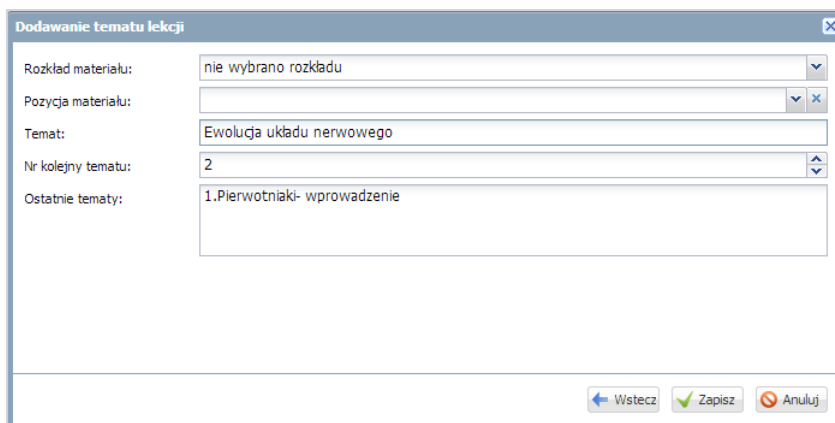 Dodawanie tematu lekcji
Rozkład materiału: nie wybrano rozkładu
Pozycja materiału:
Temat: Ewolucja układu nerwowego
Nr kolejny tematu: 2
Ostatnie tematy: 1.Pierwotniaki- wprowadzenie
Wstecz Zapisz Anuluj